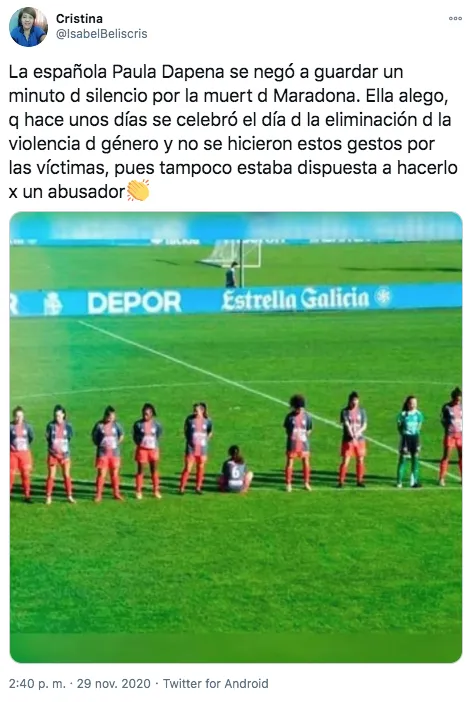 Cristina
@IsabelBeliscris
La española Paula Dapena se negó a guardar un
minuto d silencio por la muert d Maradona. Ella alego,
q hace unos días se celebró el día d la eliminación d la
violencia d género y no se hicieron estos gestos por
las víctimas, pues tampoco estaba dispuesta a hacerlo
x un abusador👏
DEPOR
Estrella Galicia
6
2:40 p. m. · 29 nov. 2020 · Twitter for Android